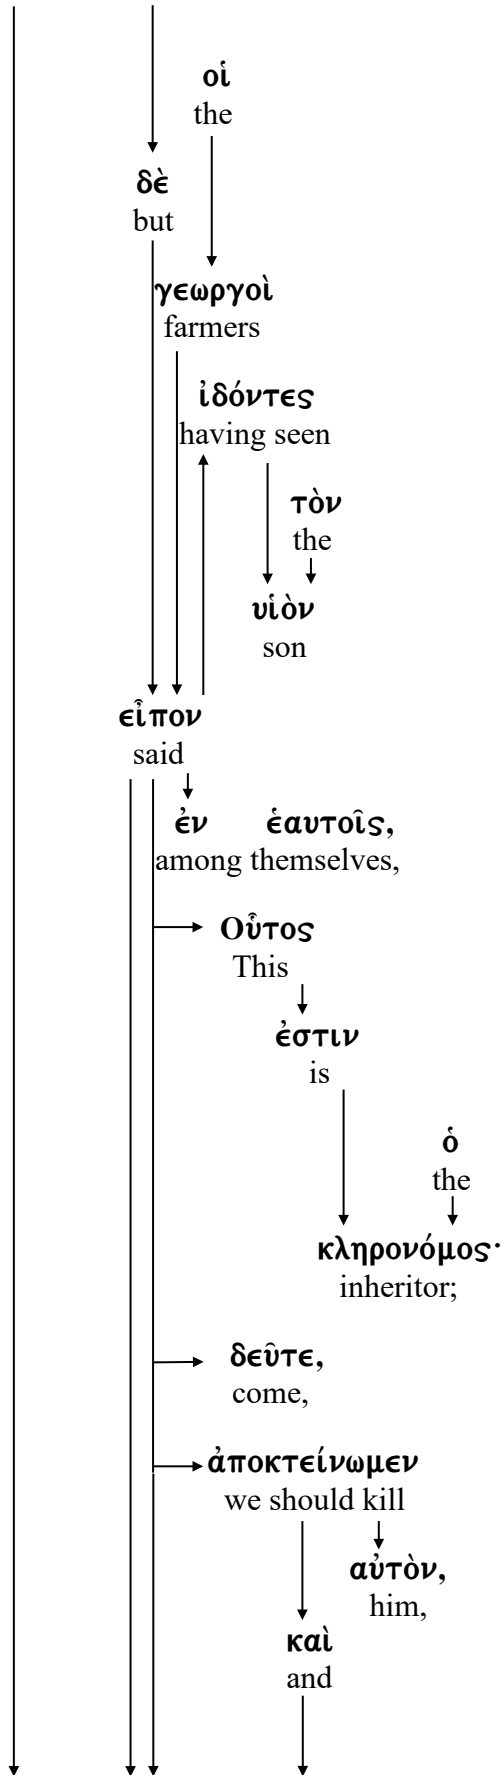 οἱ
the
δὲ
but
γεωργοὶ
farmers
ἰδόντες
having seen
τὸν
the
υἱὸν
son
εἶπον
said
ἐν ἑαυτοῖς,
among themselves,
Οὗτος
This
ἐστιν
is
ὁ
the
κληρονόμος·
inheritor;
δεῦτε,
come,
ἀποκτείνωμεν
we should kill
αὐτὸν,
him,
καὶ
and